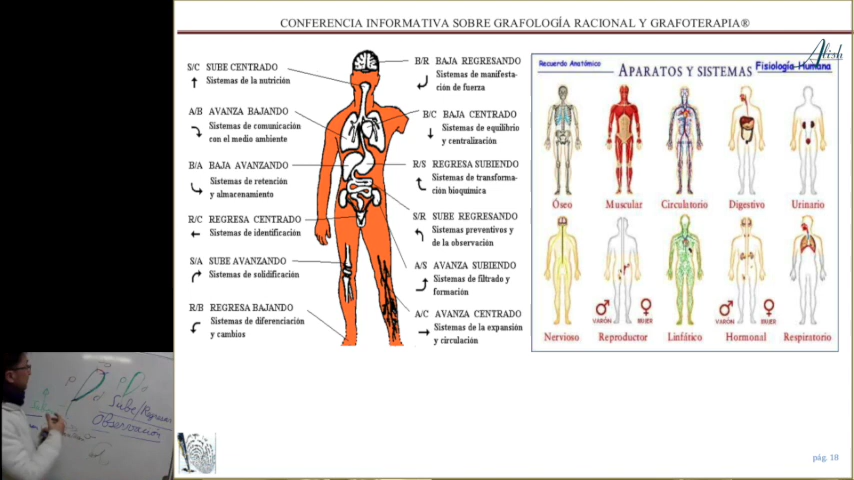 CONFERENCIA INFORMATIVA SOBRE GRAFOLOGÍA RACIONAL Y GRAFOTERAPIA®
Alish
S/C SUBE CENTRADO
Sistemas de la nutrición
A/B AVANZA BAJANDO
Sistemas de comunicación
con el medio ambiente
B/A BAJA AVANZANDO
Sistemas de retención
y almacenamiento
R/C REGRESA CENTRADO
Sistemas de identificación
S/A SUBE AVANZANDO
Sistemas de solidificación
R/B REGRESA BAJANDO
Sistemas de diferenciación
y cambios
B/R BAJA REGRESANDO
Sistemas de manifesta-
ción de fuerza
B/C BAJA CENTRADO
Sistemas de equilibrio
y centralización
R/S REGRESA SUBIENDO
Sistemas de transforma-
ción bioquímica
S/R SUBE REGRESANDO
Sistemas preventivos y
de la observación
A/S AVANZA SUBIENDO
Sistemas de filtrado y
formación
A/C AVANZA CENTRADO
Sistemas de la expansión
y circulación
Recuerdo Anatómico
APARATOS Y SISTEMAS
Fisiología Humana
Óseo Muscular Circulatorio Digestivo Urinario
VARÓN MUJER VARÓN MUJER
Nervioso Reproductor Linfático Hormonal Respiratorio
Sube/Regresa
Observación
pág. 18